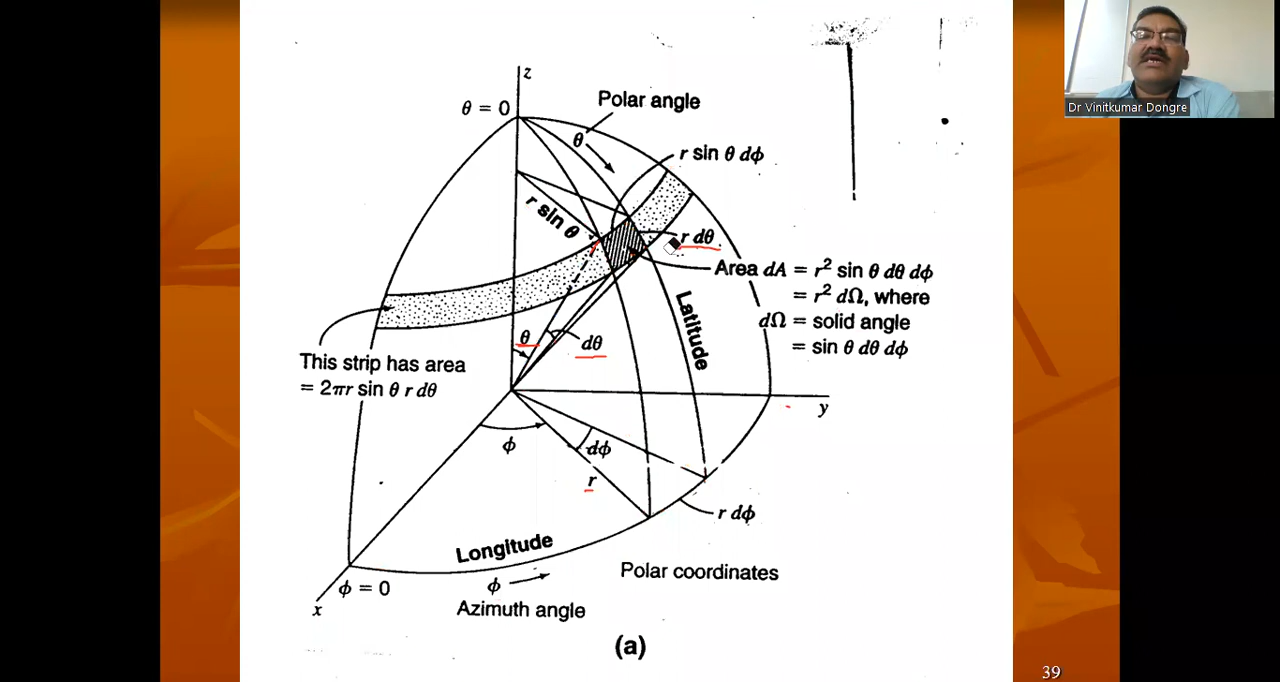 Dr Vinitkumar Dongre
z
θ = 0
Polar angle
θ
r sin θ dϕ
r sin θ
r dθ
Area dA = r² sin θ dθ dϕ
= r² dΩ, where
dΩ = solid angle
= sin θ dθ dϕ
Latitude
θ
dθ
This strip has area
= 2πr sin θ r dθ
y
ϕ
dϕ
r
r dϕ
Longitude
ϕ = 0
x
ϕ
Azimuth angle
Polar coordinates
(a)
39